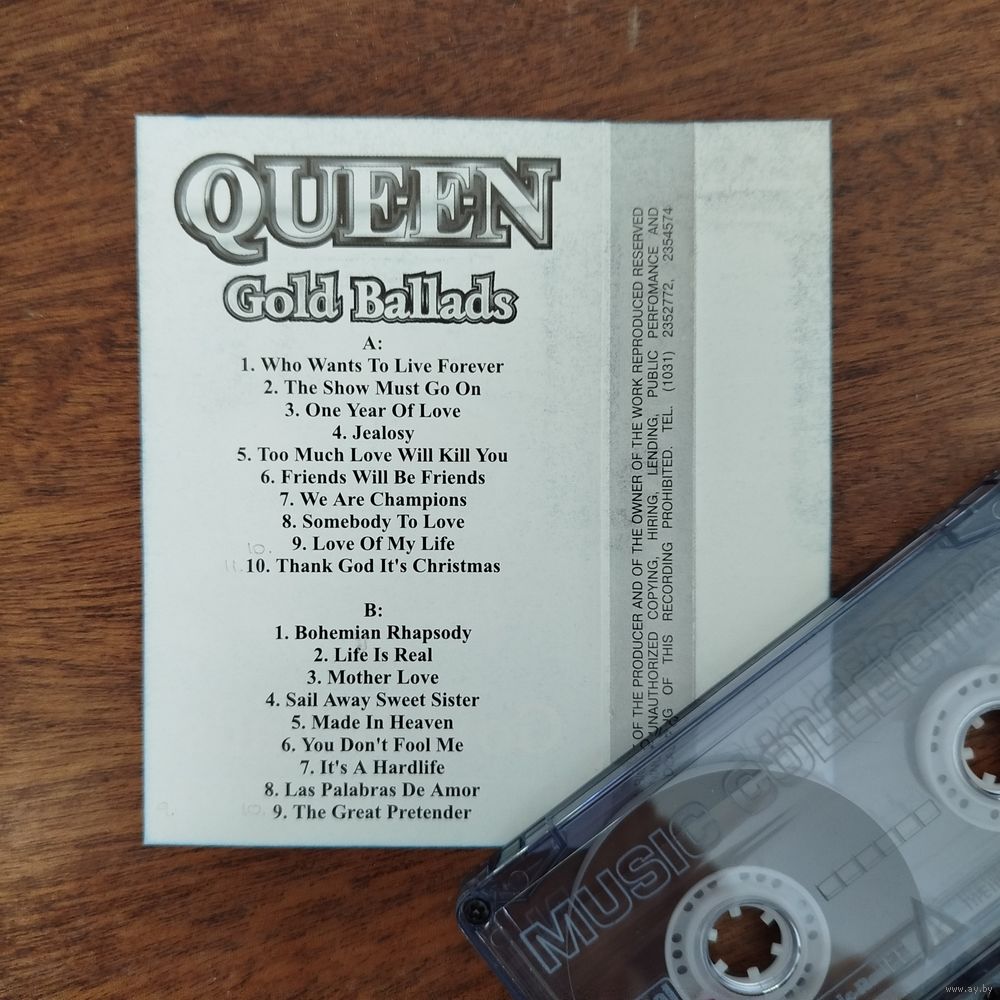 QUEEN
Gold Ballads
A:
1. Who Wants To Live Forever
2. The Show Must Go On
3. One Year Of Love
4. Jealosy
5. Too Much Love Will Kill You
6. Friends Will Be Friends
7. We Are Champions
8. Somebody To Love
10.
9. Love Of My Life
11.
10. Thank God It's Christmas
B:
1. Bohemian Rhapsody
2. Life Is Real
3. Mother Love
4. Sail Away Sweet Sister
5. Made In Heaven
6. You Don't Fool Me
7. It's A Hardlife
8. Las Palabras De Amor
9.
10.
9. The Great Pretender
OF THE PRODUCER AND OF THE OWNER OF THE WORK REPRODUCED RESERVED
UNAUTHORIZED COPYING, HIRING, LENDING, PUBLIC PERFOMANCE AND
OF THIS RECORDING PROHIBITED. TEL. (1031) 2352772, 2354574
MUSIC COLLECTION
A
www.ay.by